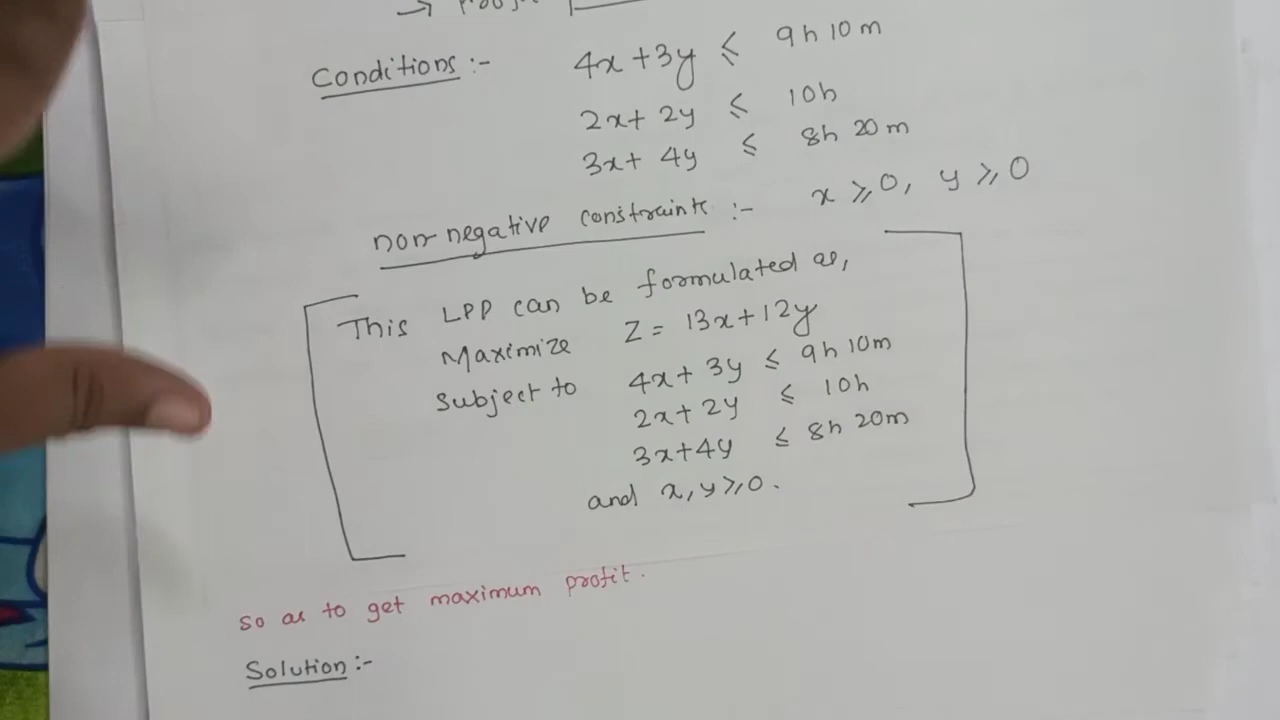 →
Conditions :- 4x + 3y ≤ 9h 10m
2x + 2y ≤ 10h
3x + 4y ≤ 8h 20m
non-negative constraints :- x ≥ 0, y ≥ 0
This LPP can be formulated as,
Maximize Z = 13x + 12y
subject to 4x + 3y ≤ 9h 10m
2x + 2y ≤ 10h
3x + 4y ≤ 8h 20m
and x, y ≥ 0.
so as to get maximum profit.
Solution :-